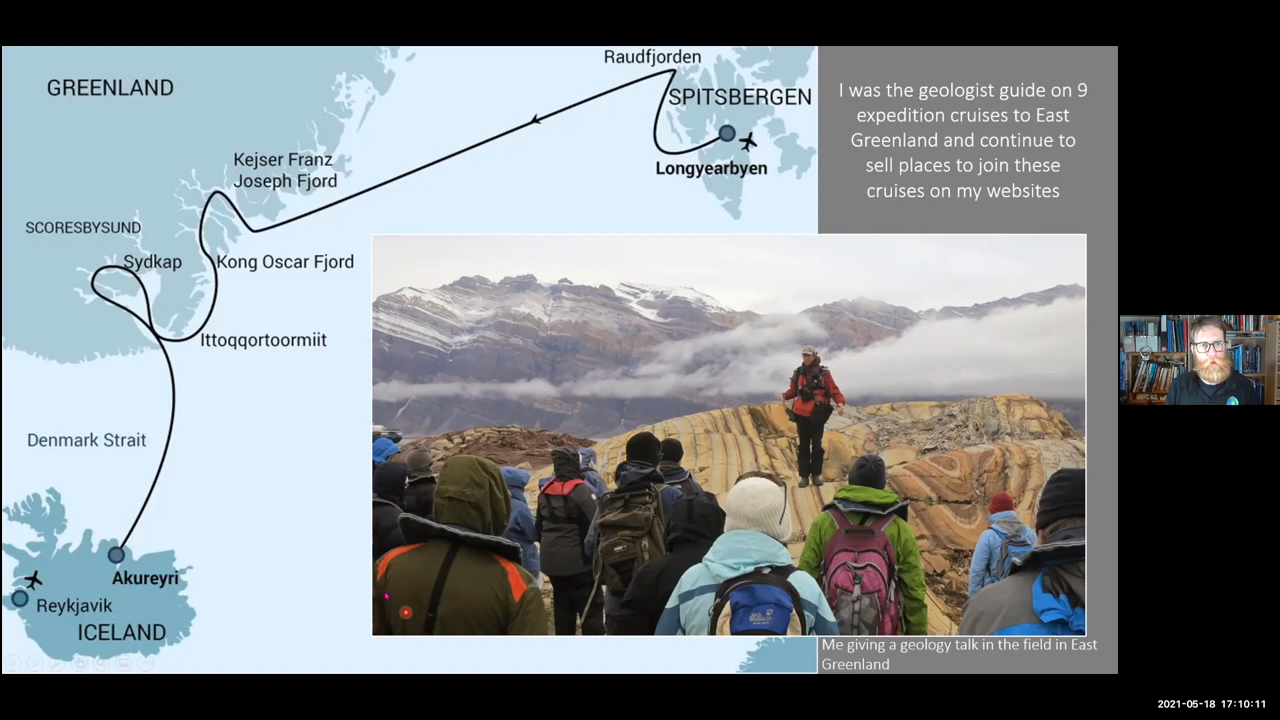 Raudfjorden
GREENLAND
SPITSBERGEN
Kejser Franz
Joseph Fjord
Longyearbyen
SCORESBYSUND
Sydkap
Kong Oscar Fjord
Ittoqqortoormiit
Denmark Strait
Akureyri
Reykjavik
ICELAND
I was the geologist guide on 9
expedition cruises to East
Greenland and continue to
sell places to join these
cruises on my websites
Me giving a geology talk in the field in East
Greenland
2021-05-18 17:10:11